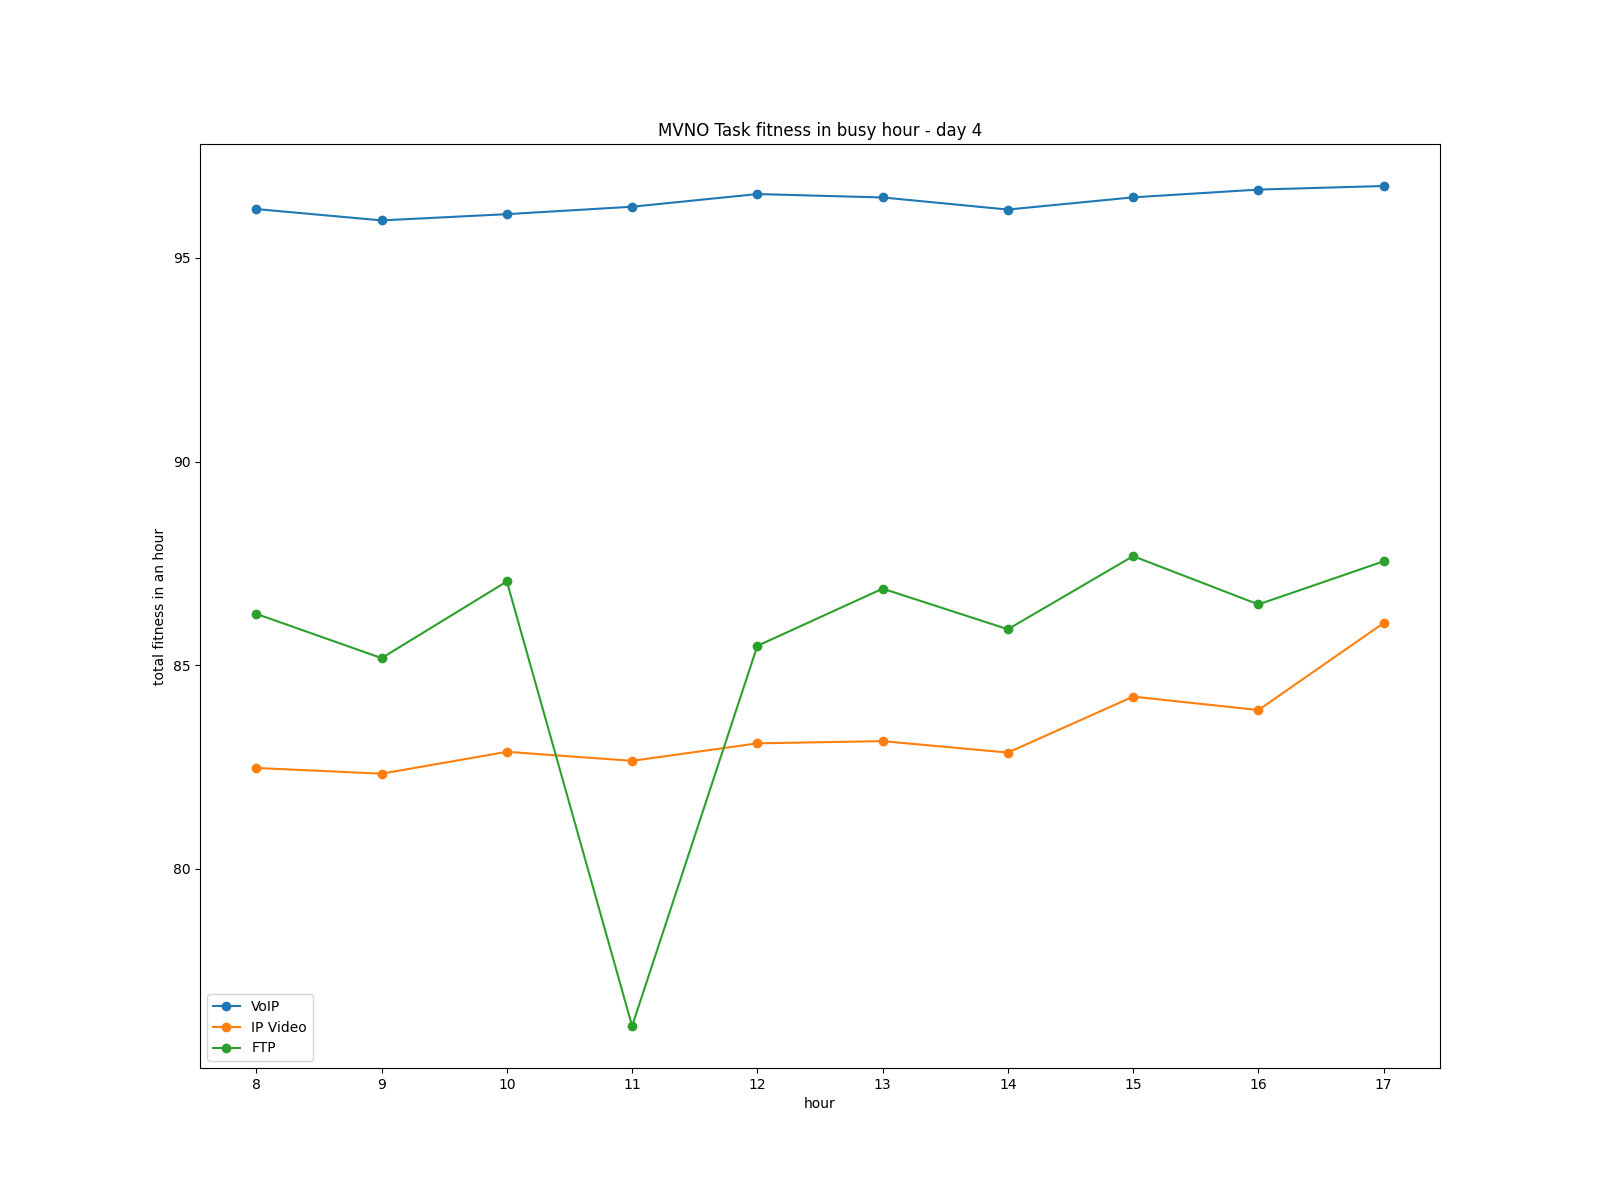 MVNO Task fitness in busy hour - day 4
total fitness in an hour
95
90
85
80
VoIP
IP Video
FTP
8 9 10 11 12 13 14 15 16 17
hour